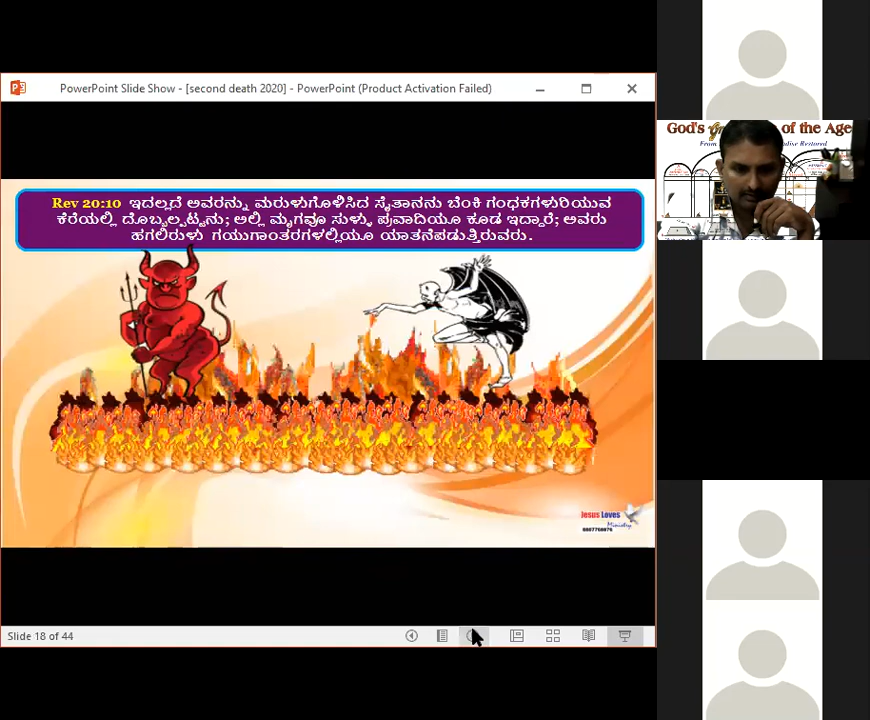 PowerPoint Slide Show - [second death 2020] - PowerPoint (Product Activation Failed)
Rev 20:10 ಇದಲ್ಲದೆ ಅವರನ್ನು ಮರುಳುಗೊಳಿಸಿದ ಸೈತಾನನು ಬೆಂಕಿ ಗಂಧಕಗಳುರಿಯುವ
ಕೆರೆಯಲ್ಲಿ ದೊಬ್ಬಲ್ಪಟ್ಟನು; ಅಲ್ಲಿ ಮೃಗವೂ ಸುಳ್ಳು ಪ್ರವಾದಿಯೂ ಕೂಡ ಇದ್ದಾರೆ; ಅವರು
ಹಗಲಿರುಳು ಗಯುಗಾಂತರಗಳಲ್ಲಿಯೂ ಯಾತನೆಪಡುತ್ತಿರುವರು.
Jesus Loves
Ministry
Slide 18 of 44
God's of the Age
From Restored